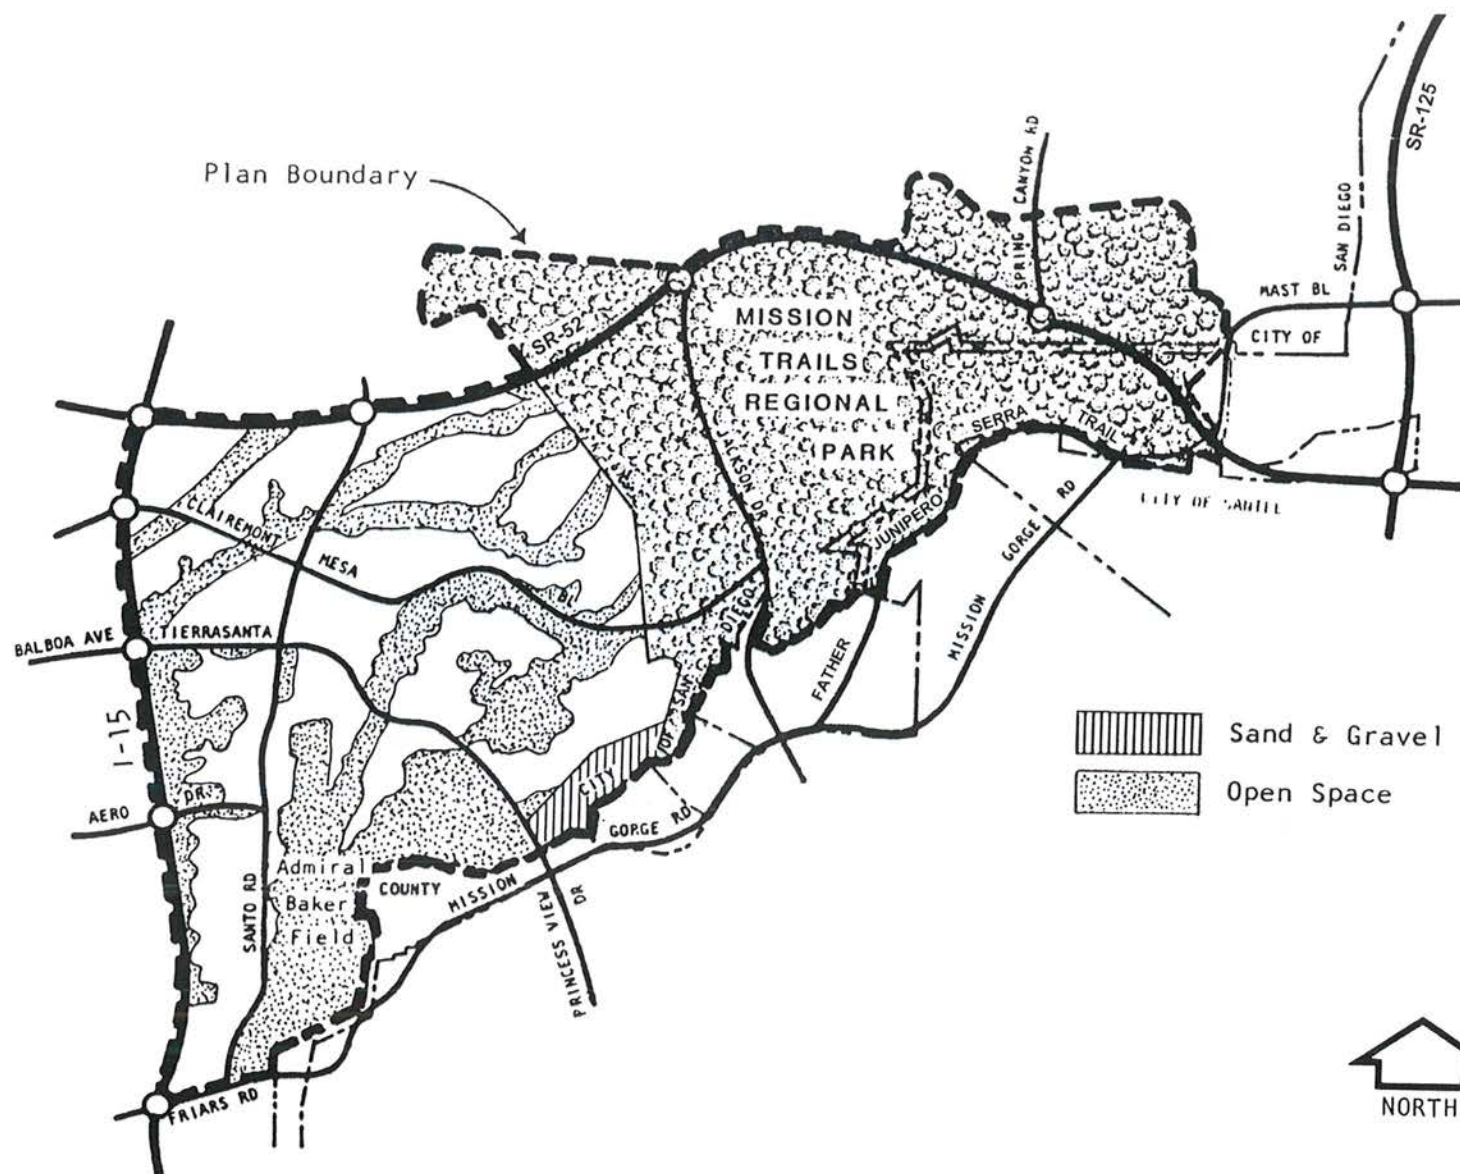 SR-125
SPRING CANYON RD
Plan Boundary
SAN DIEGO
MAST BL
CITY OF
SR-52
MISSION
TRAILS
REGIONAL
PARK
JACKSON DR
SERRA
TRAIL
JUNIPERO
CITY OF
GORGE RD
MISSION
CLAIREMONT
MESA
BALBOA AVE
TIERRASANTA
FATHER
CITY OF SAN DIEGO
I-15
AERO
DR.
Sand & Gravel
Open Space
GORGE RD
MISSION
COUNTY
Admiral
Baker
Field
SANTO RD
PRINCESS VIEW
DR
FRIARS RD
NORTH